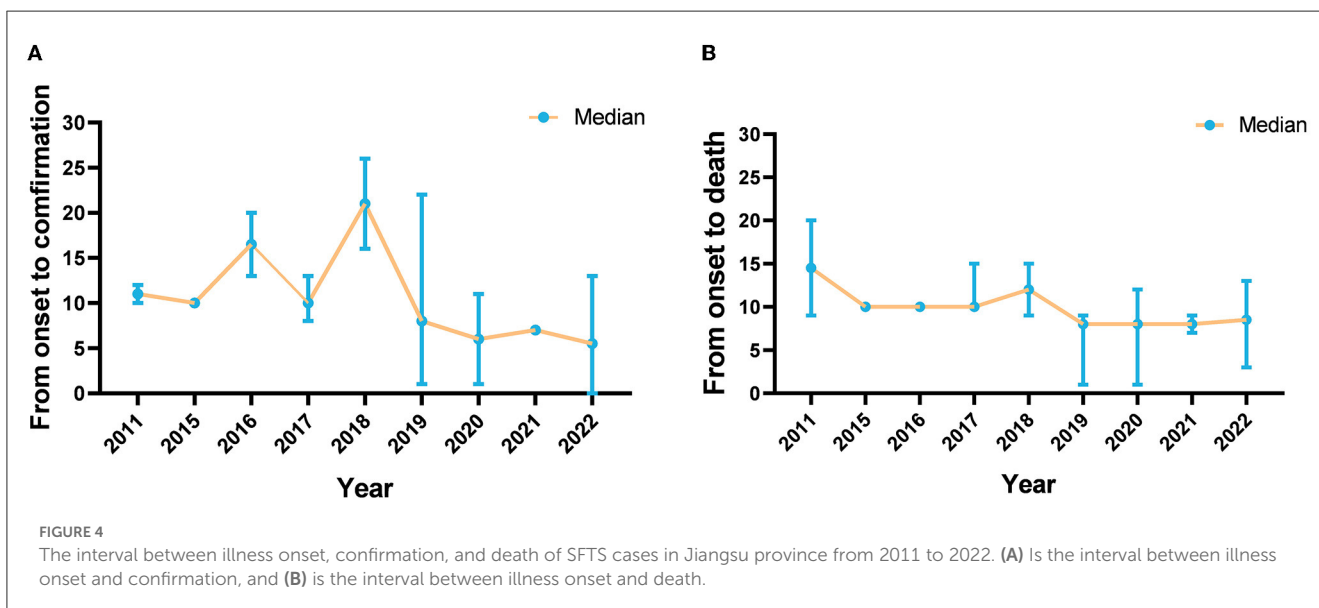 A
From onset to comfirmation
30
25
20
15
10
5
0
Median
2011
2015
2016
2017
2018
2019
2020
2021
2022
Year
B
From onset to death
30
25
20
15
10
5
0
Median
2011
2015
2016
2017
2018
2019
2020
2021
2022
Year
FIGURE 4
The interval between illness onset, confirmation, and death of SFTS cases in Jiangsu province from 2011 to 2022. (A) Is the interval between illness
onset and confirmation, and (B) is the interval between illness onset and death.